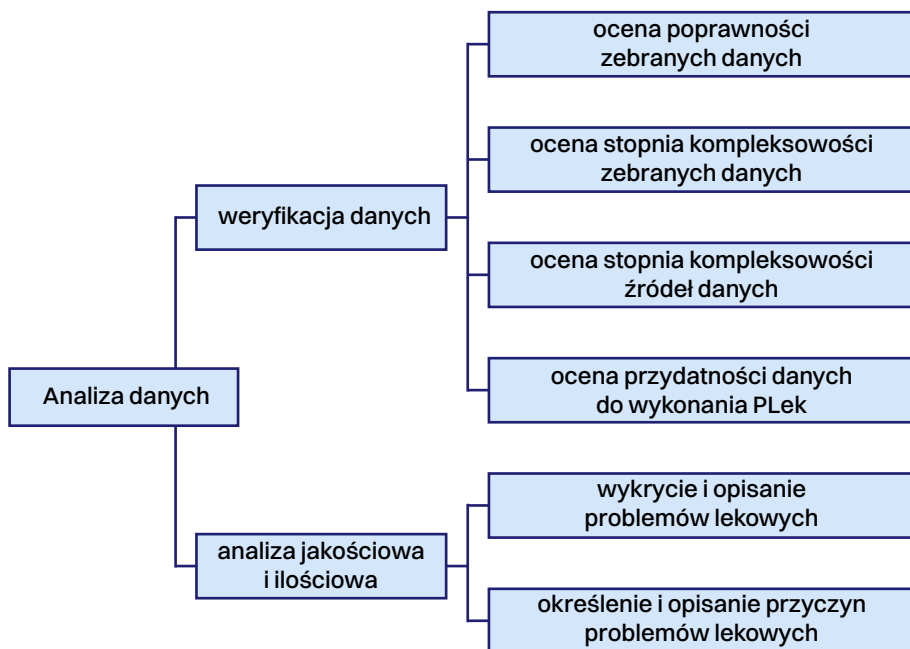 ocena poprawności
zebranych danych
ocena stopnia kompleksowości
zebranych danych
weryfikacja danych
ocena stopnia kompleksowości
źródeł danych
ocena przydatności danych
do wykonania PLek
Analiza danych
wykrycie i opisanie
problemów lekowych
analiza jakościowa
i ilościowa
określenie i opisanie przyczyn
problemów lekowych